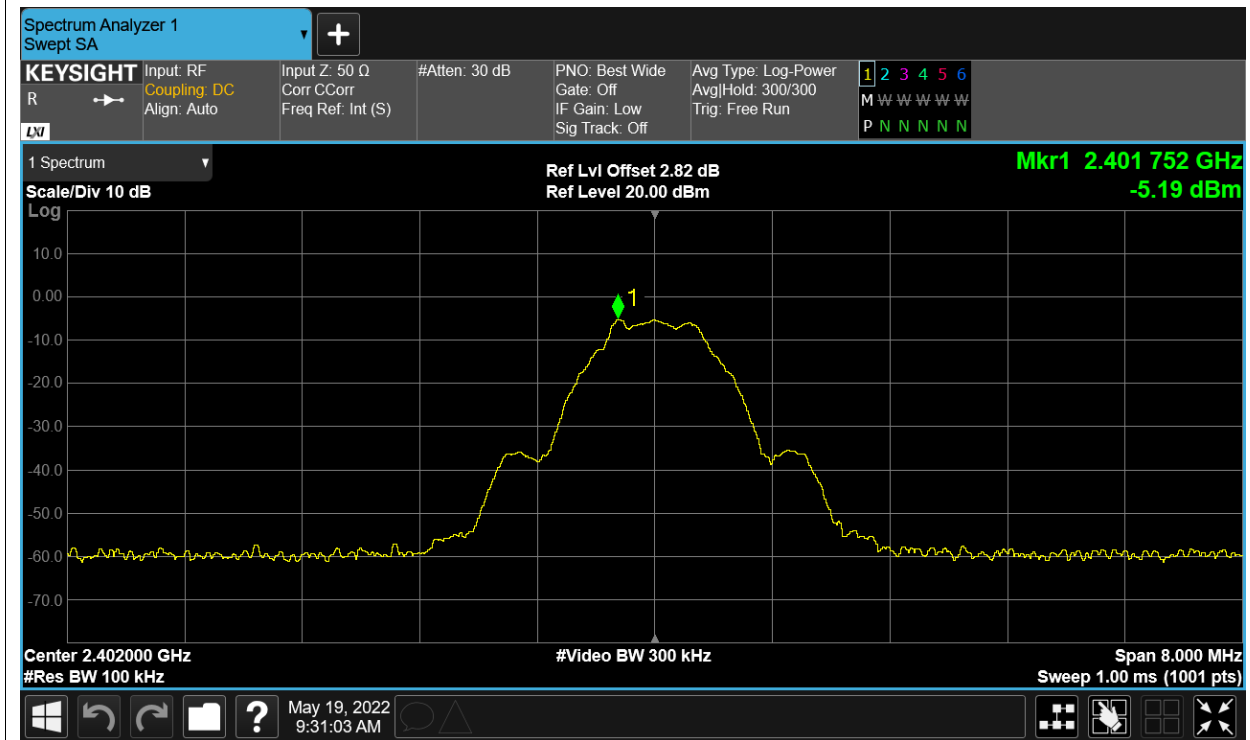 Spectrum Analyzer 1
Swept SA
KEYSIGHT
R
LXI
Input: RF
Coupling: DC
Align: Auto
Input Z: 50 Ω
Corr CCorr
Freq Ref: Int (S)
#Atten: 30 dB
PNO: Best Wide
Gate: Off
IF Gain: Low
Sig Track: Off
Avg Type: Log-Power
Avg|Hold: 300/300
Trig: Free Run
1 2 3 4 5 6
M W W W W W
P N N N N N
1 Spectrum
Scale/Div 10 dB
Log
Ref Lvl Offset 2.82 dB
Ref Level 20.00 dBm
Mkr1 2.401 752 GHz
-5.19 dBm
10.0
0.00
1
-10.0
-20.0
-30.0
-40.0
-50.0
-60.0
-70.0
Center 2.402000 GHz
#Res BW 100 kHz
#Video BW 300 kHz
Span 8.000 MHz
Sweep 1.00 ms (1001 pts)
?
May 19, 2022
9:31:03 AM